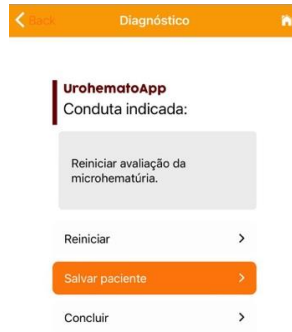 Back
Diagnóstico
UrohematoApp
Conduta indicada:
Reiniciar avaliação da
microhematúria.
Reiniciar
Salvar paciente
Concluir